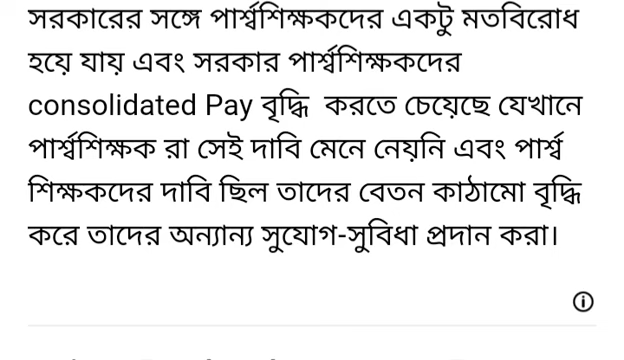 সরকারের সঙ্গে পার্শ্বশিক্ষকদের একটু মতবিরোধ
হয়ে যায় এবং সরকার পার্শ্বশিক্ষকদের
consolidated Pay বৃদ্ধি করতে চেয়েছে যেখানে
পার্শ্বশিক্ষক রা সেই দাবি মেনে নেয়নি এবং পার্শ্ব
শিক্ষকদের দাবি ছিল তাদের বেতন কাঠামো বৃদ্ধি
করে তাদের অন্যান্য সুযোগ-সুবিধা প্রদান করা।